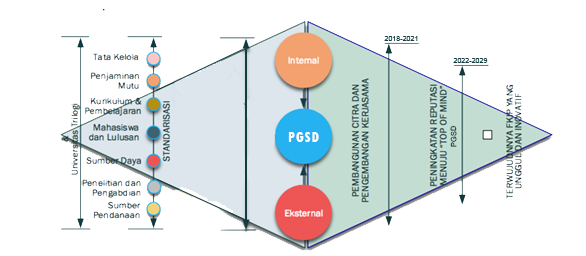 Universitas Trilogi
Tata Kelola
Penjaminan
Mutu
Kurikulum &
Pembelajaran
Mahasiswa
dan Lulusan
Sumber Daya
Penelitian dan
Pengabdian
Sumber
Pendanaan
STANDARISASI
Internal
PGSD
Eksternal
PEMBANGUNAN CITRA DAN
PENGEMBANGAN KERJASAMA
2018-2021
PENINGKATAN REPUTASI
MENUJU "TOP OF MIND"
PGSD
2022-2029
TERWUJUDNNYA FKIP YANG
UNGGUL DAN INOVATIF